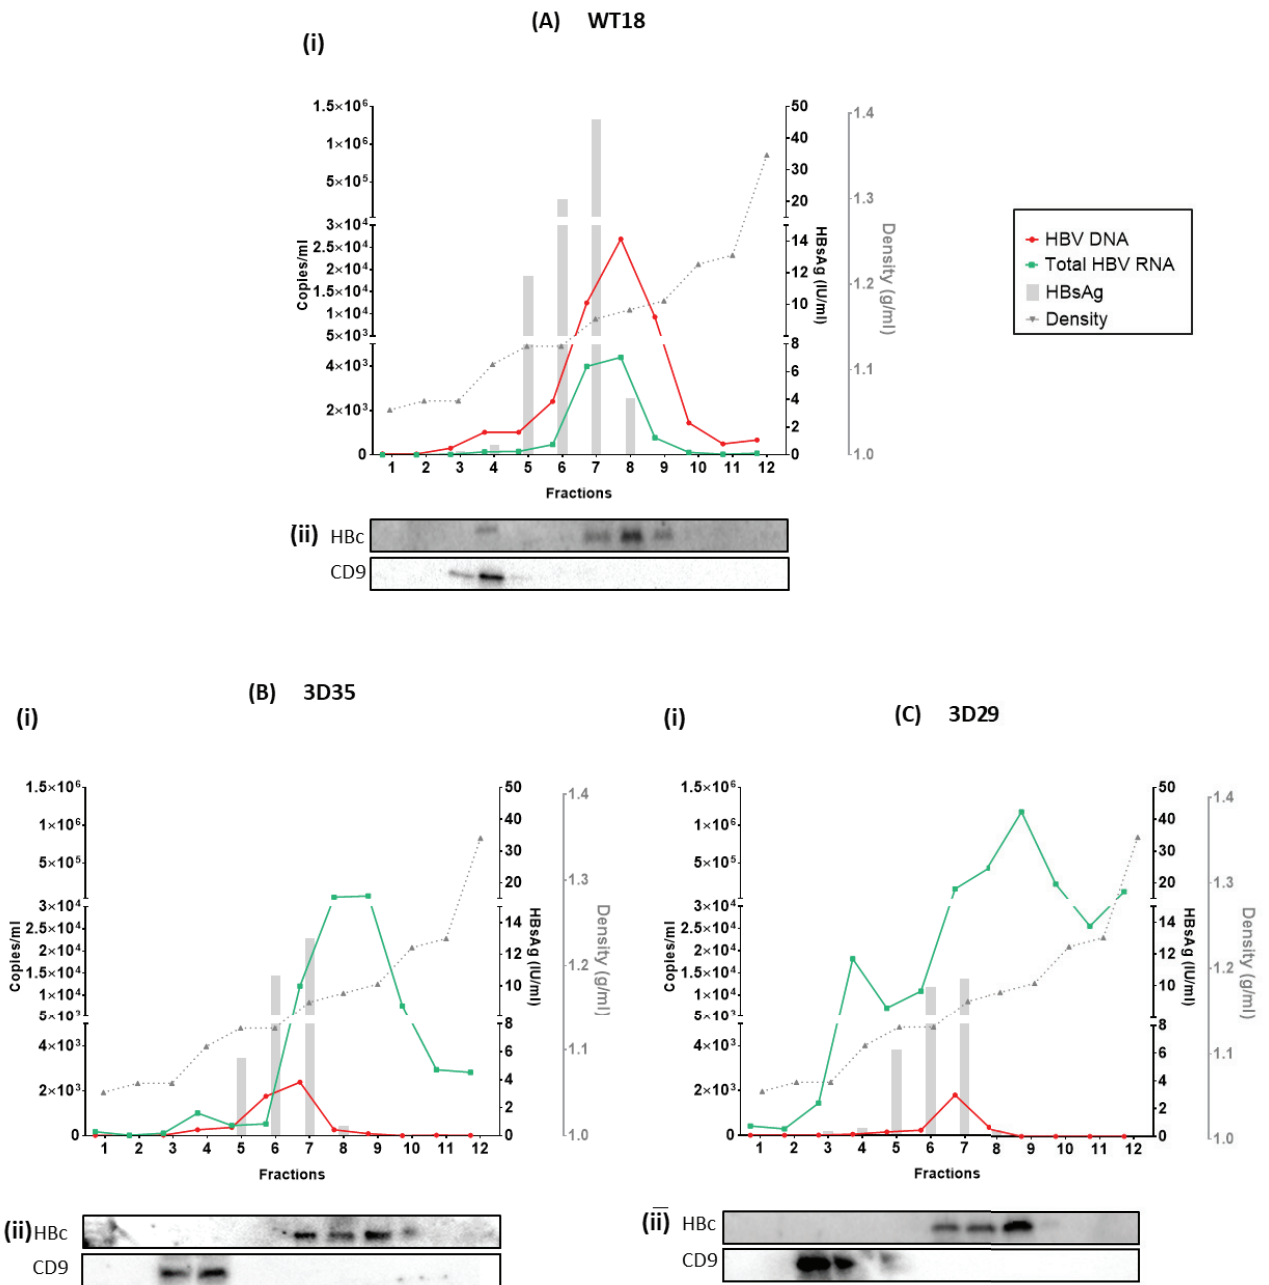 (A) WT18
(i)
1.5×10⁶
1×10⁶
5×10⁵
3×10⁴
2.5×10⁴
2×10⁴
1.5×10⁴
1×10⁴
5×10³
4×10³
2×10³
0
Copies/ml
50
40
30
20
14
12
10
8
6
4
2
0
HBsAg (IU/ml)
1.4
1.3
1.2
1.1
1.0
Density (g/ml)
1 2 3 4 5 6 7 8 9 10 11 12
Fractions
HBV DNA
Total HBV RNA
HBsAg
Density
(ii) HBc
CD9
(B) 3D35
(i)
1.5×10⁶
1×10⁶
5×10⁵
3×10⁴
2.5×10⁴
2×10⁴
1.5×10⁴
1×10⁴
5×10³
4×10³
2×10³
0
Copies/ml
50
40
30
20
14
12
10
8
6
4
2
0
HBsAg (IU/ml)
1.4
1.3
1.2
1.1
1.0
Density (g/ml)
1 2 3 4 5 6 7 8 9 10 11 12
Fractions
(ii) HBc
CD9
(C) 3D29
(i)
1.5×10⁶
1×10⁶
5×10⁵
3×10⁴
2.5×10⁴
2×10⁴
1.5×10⁴
1×10⁴
5×10³
4×10³
2×10³
0
Copies/ml
50
40
30
20
14
12
10
8
6
4
2
0
HBsAg (IU/ml)
1.4
1.3
1.2
1.1
1.0
Density (g/ml)
1 2 3 4 5 6 7 8 9 10 11 12
Fractions
(ii) HBc
CD9